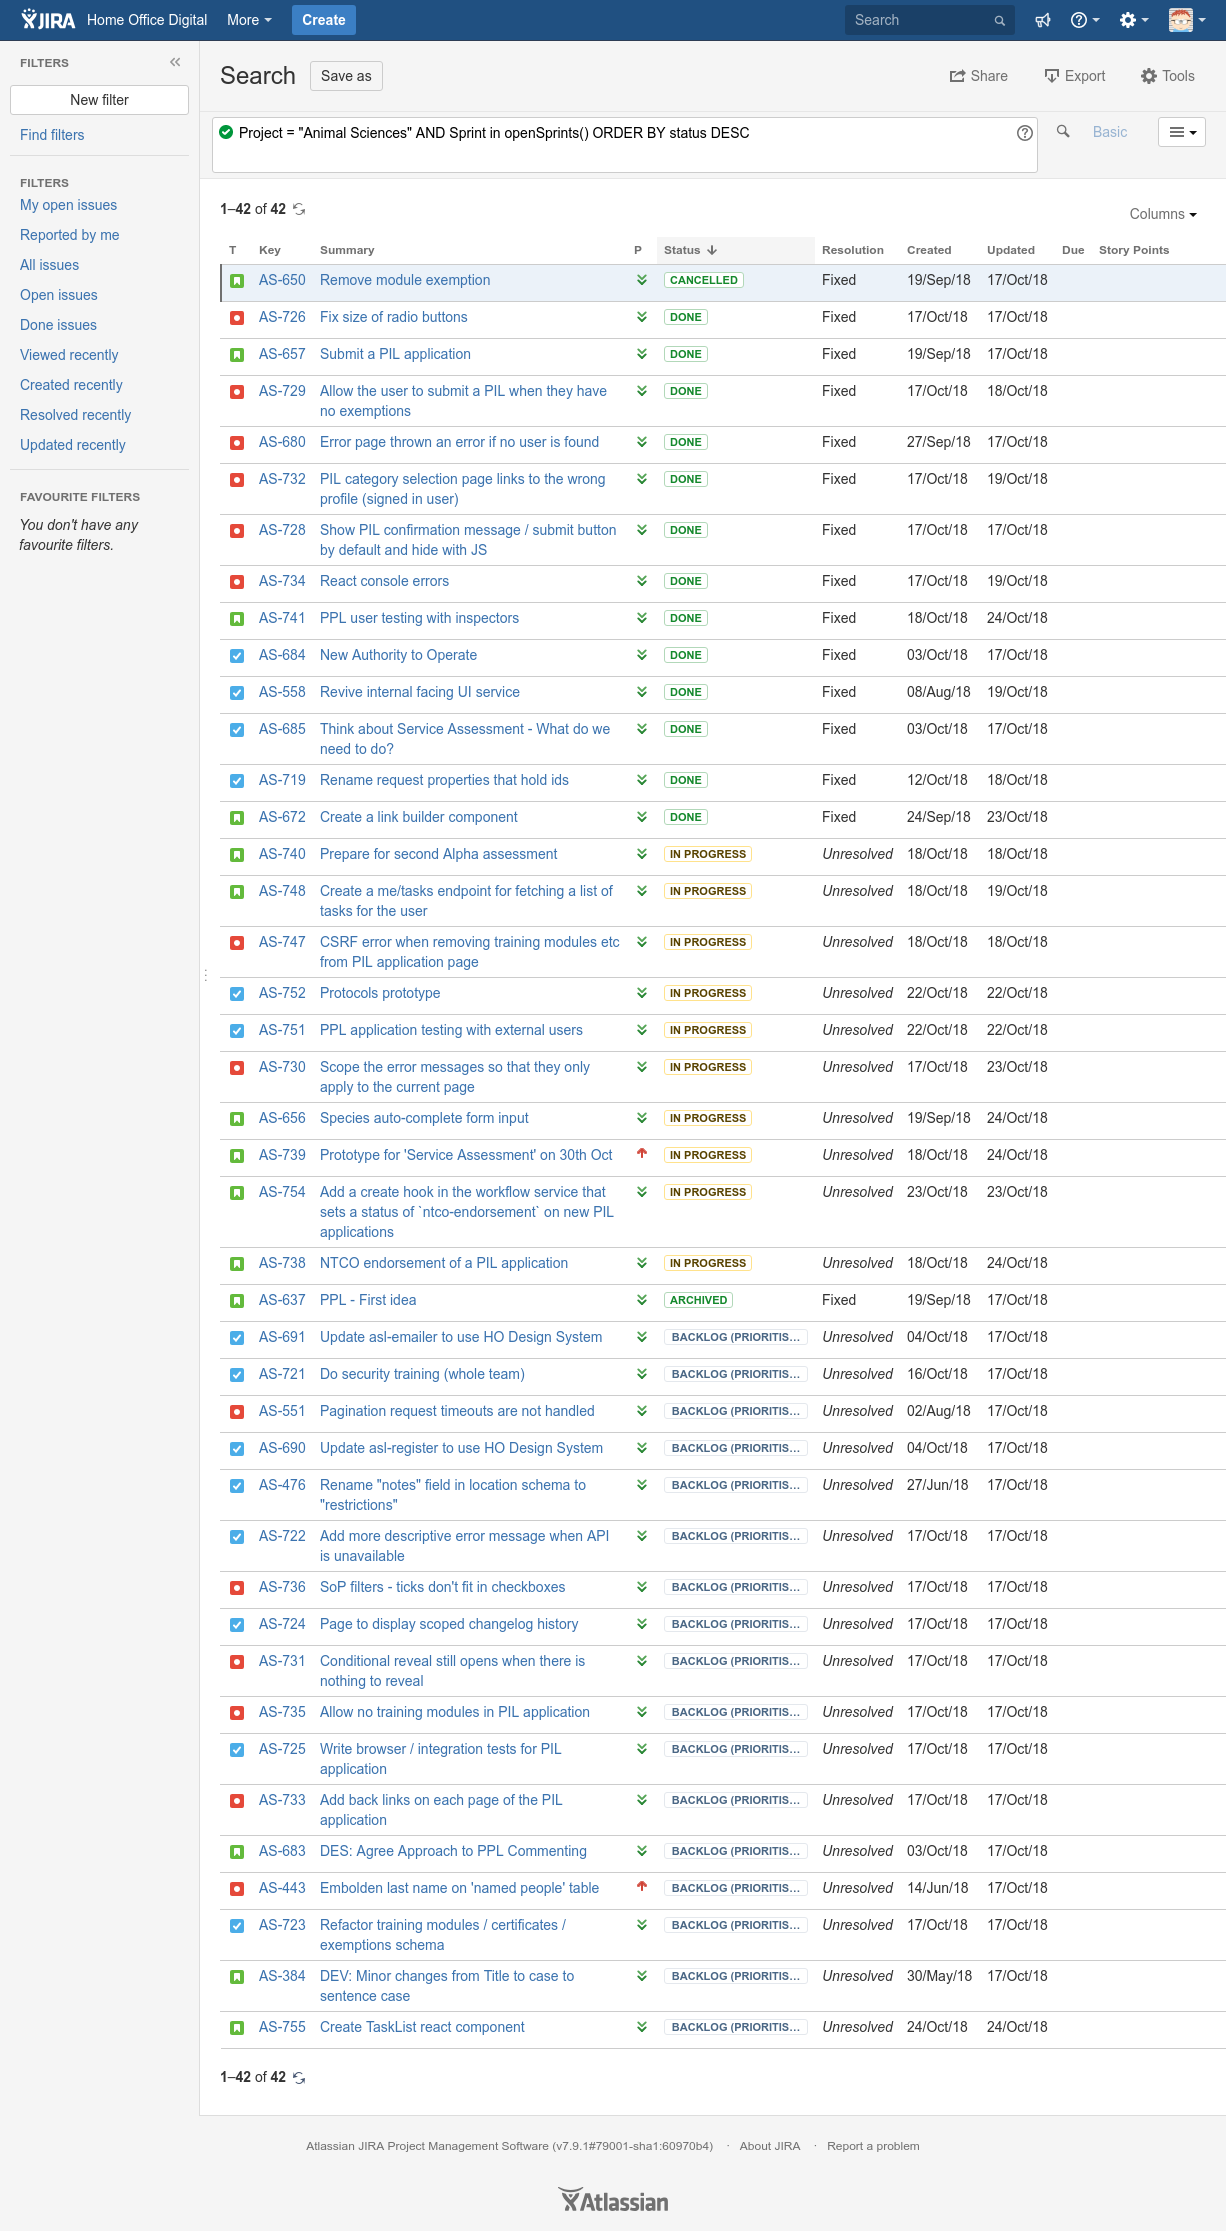 JIRA Home Office Digital More Create Search
FILTERS
New filter
Find filters
FILTERS
My open issues
Reported by me
All issues
Open issues
Done issues
Viewed recently
Created recently
Resolved recently
Updated recently
FAVOURITE FILTERS
You don't have any
favourite filters.
Search Save as Share Export Tools
Project = "Animal Sciences" AND Sprint in openSprints() ORDER BY status DESC Basic
1–42 of 42
Columns
T Key Summary P Status Resolution Created Updated Due Story Points
AS-650 Remove module exemption CANCELLED Fixed 19/Sep/18 17/Oct/18
AS-726 Fix size of radio buttons DONE Fixed 17/Oct/18 17/Oct/18
AS-657 Submit a PIL application DONE Fixed 19/Sep/18 17/Oct/18
AS-729 Allow the user to submit a PIL when they have DONE Fixed 17/Oct/18 18/Oct/18
no exemptions
AS-680 Error page thrown an error if no user is found DONE Fixed 27/Sep/18 17/Oct/18
AS-732 PIL category selection page links to the wrong DONE Fixed 17/Oct/18 19/Oct/18
profile (signed in user)
AS-728 Show PIL confirmation message / submit button DONE Fixed 17/Oct/18 17/Oct/18
by default and hide with JS
AS-734 React console errors DONE Fixed 17/Oct/18 19/Oct/18
AS-741 PPL user testing with inspectors DONE Fixed 18/Oct/18 24/Oct/18
AS-684 New Authority to Operate DONE Fixed 03/Oct/18 17/Oct/18
AS-558 Revive internal facing UI service DONE Fixed 08/Aug/18 19/Oct/18
AS-685 Think about Service Assessment - What do we DONE Fixed 03/Oct/18 17/Oct/18
need to do?
AS-719 Rename request properties that hold ids DONE Fixed 12/Oct/18 18/Oct/18
AS-672 Create a link builder component DONE Fixed 24/Sep/18 23/Oct/18
AS-740 Prepare for second Alpha assessment IN PROGRESS Unresolved 18/Oct/18 18/Oct/18
AS-748 Create a me/tasks endpoint for fetching a list of IN PROGRESS Unresolved 18/Oct/18 19/Oct/18
tasks for the user
AS-747 CSRF error when removing training modules etc IN PROGRESS Unresolved 18/Oct/18 18/Oct/18
from PIL application page
AS-752 Protocols prototype IN PROGRESS Unresolved 22/Oct/18 22/Oct/18
AS-751 PPL application testing with external users IN PROGRESS Unresolved 22/Oct/18 22/Oct/18
AS-730 Scope the error messages so that they only IN PROGRESS Unresolved 17/Oct/18 23/Oct/18
apply to the current page
AS-656 Species auto-complete form input IN PROGRESS Unresolved 19/Sep/18 24/Oct/18
AS-739 Prototype for 'Service Assessment' on 30th Oct IN PROGRESS Unresolved 18/Oct/18 24/Oct/18
AS-754 Add a create hook in the workflow service that IN PROGRESS Unresolved 23/Oct/18 23/Oct/18
sets a status of `ntco-endorsement` on new PIL
applications
AS-738 NTCO endorsement of a PIL application IN PROGRESS Unresolved 18/Oct/18 24/Oct/18
AS-637 PPL - First idea ARCHIVED Fixed 19/Sep/18 17/Oct/18
AS-691 Update asl-emailer to use HO Design System BACKLOG (PRIORITIS... Unresolved 04/Oct/18 17/Oct/18
AS-721 Do security training (whole team) BACKLOG (PRIORITIS... Unresolved 16/Oct/18 17/Oct/18
AS-551 Pagination request timeouts are not handled BACKLOG (PRIORITIS... Unresolved 02/Aug/18 17/Oct/18
AS-690 Update asl-register to use HO Design System BACKLOG (PRIORITIS... Unresolved 04/Oct/18 17/Oct/18
AS-476 Rename "notes" field in location schema to BACKLOG (PRIORITIS... Unresolved 27/Jun/18 17/Oct/18
"restrictions"
AS-722 Add more descriptive error message when API BACKLOG (PRIORITIS... Unresolved 17/Oct/18 17/Oct/18
is unavailable
AS-736 SoP filters - ticks don't fit in checkboxes BACKLOG (PRIORITIS... Unresolved 17/Oct/18 17/Oct/18
AS-724 Page to display scoped changelog history BACKLOG (PRIORITIS... Unresolved 17/Oct/18 17/Oct/18
AS-731 Conditional reveal still opens when there is BACKLOG (PRIORITIS... Unresolved 17/Oct/18 17/Oct/18
nothing to reveal
AS-735 Allow no training modules in PIL application BACKLOG (PRIORITIS... Unresolved 17/Oct/18 17/Oct/18
AS-725 Write browser / integration tests for PIL BACKLOG (PRIORITIS... Unresolved 17/Oct/18 17/Oct/18
application
AS-733 Add back links on each page of the PIL BACKLOG (PRIORITIS... Unresolved 17/Oct/18 17/Oct/18
application
AS-683 DES: Agree Approach to PPL Commenting BACKLOG (PRIORITIS... Unresolved 03/Oct/18 17/Oct/18
AS-443 Embolden last name on 'named people' table BACKLOG (PRIORITIS... Unresolved 14/Jun/18 17/Oct/18
AS-723 Refactor training modules / certificates / BACKLOG (PRIORITIS... Unresolved 17/Oct/18 17/Oct/18
exemptions schema
AS-384 DEV: Minor changes from Title to case to BACKLOG (PRIORITIS... Unresolved 30/May/18 17/Oct/18
sentence case
AS-755 Create TaskList react component BACKLOG (PRIORITIS... Unresolved 24/Oct/18 24/Oct/18
1–42 of 42
Atlassian JIRA Project Management Software (v7.9.1#79001-sha1:60970b4) · About JIRA · Report a problem
Atlassian